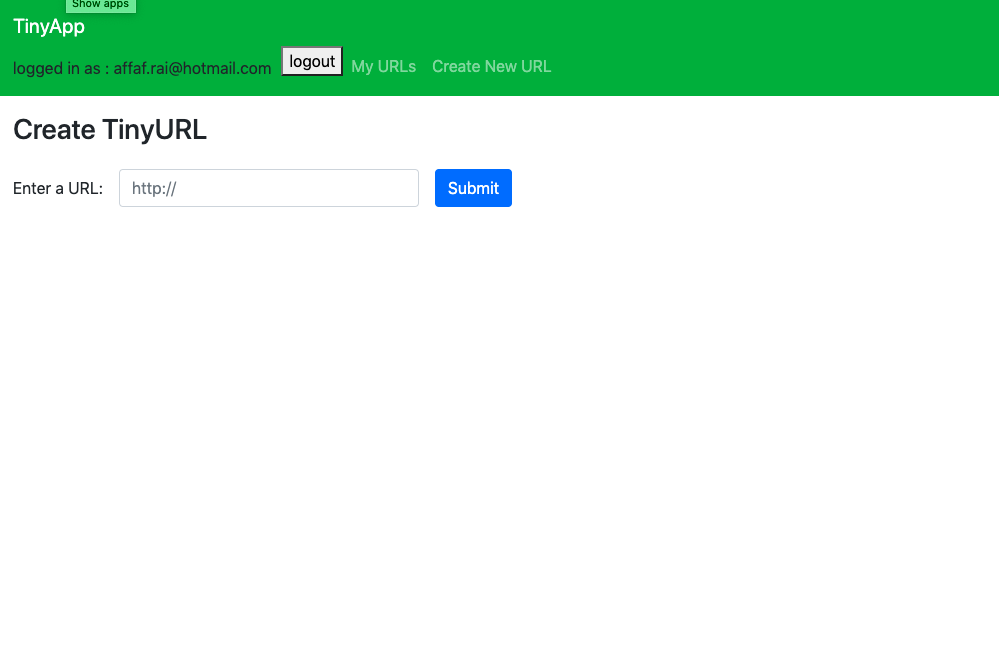 Show apps
TinyApp
logged in as : affaf.rai@hotmail.com logout My URLs Create New URL
Create TinyURL
Enter a URL: http:// Submit